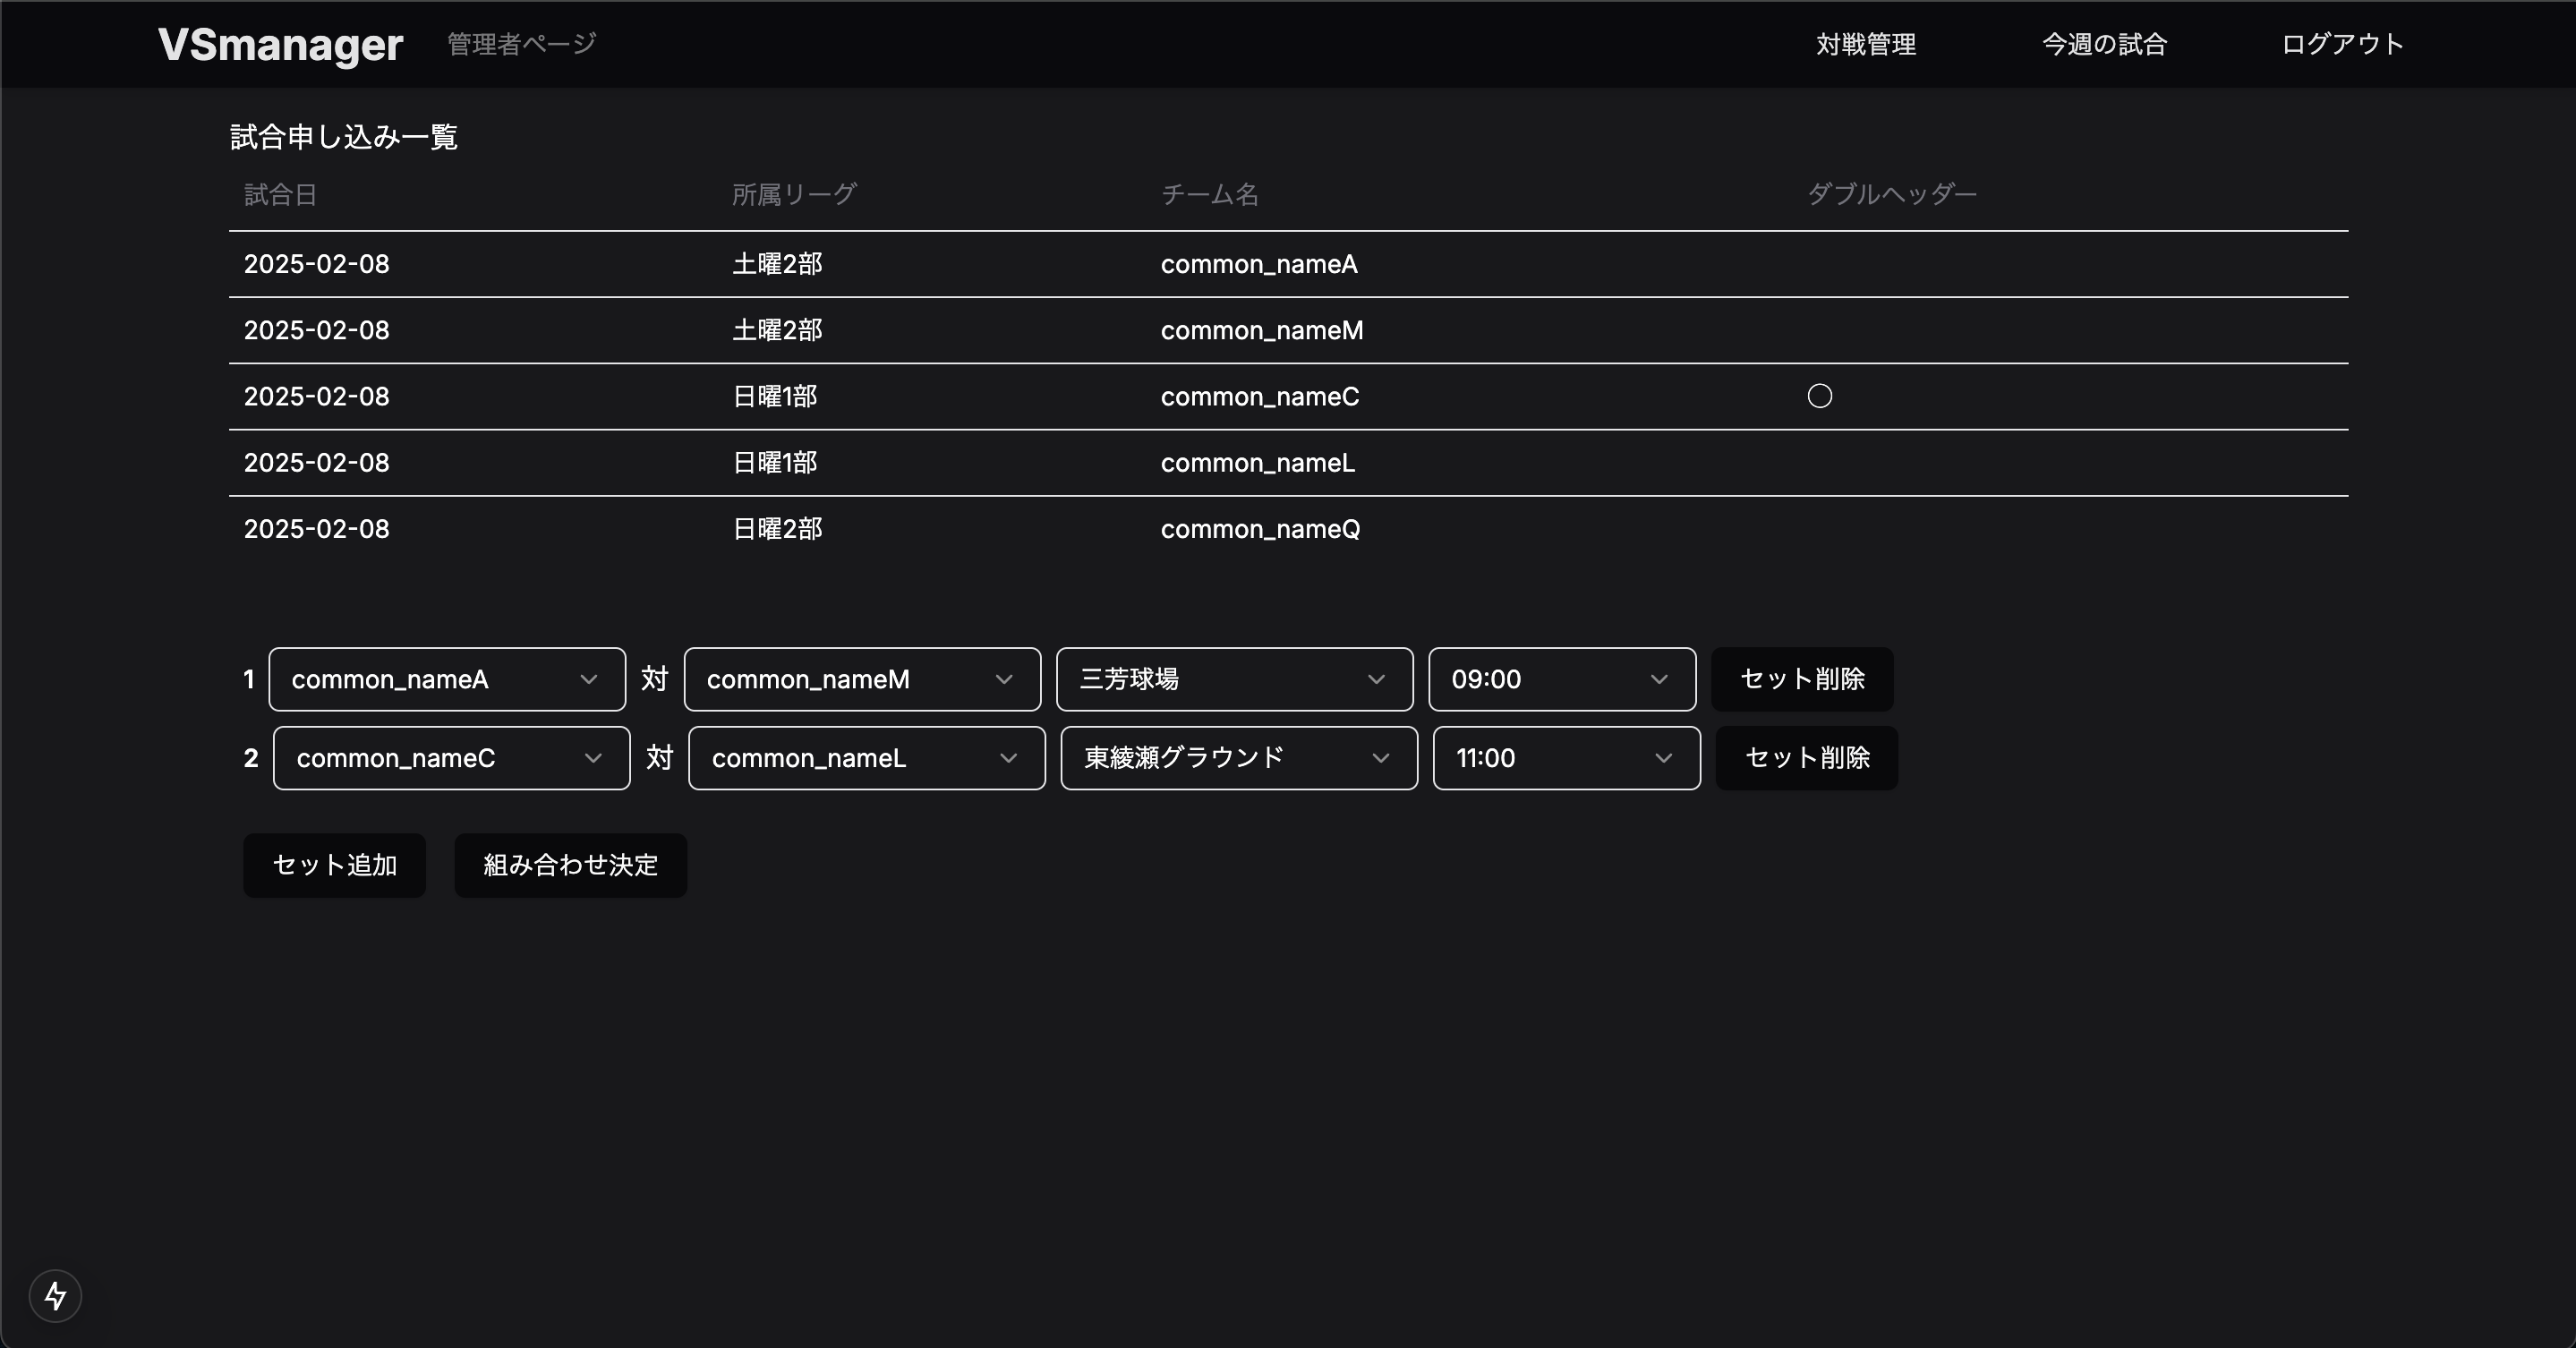 VSmanager 管理者ページ 対戦管理 今週の試合 ログアウト
試合申し込み一覧
試合日 所属リーグ チーム名 ダブルヘッダー
2025-02-08 土曜2部 common_nameA
2025-02-08 土曜2部 common_nameM
2025-02-08 日曜1部 common_nameC ◯
2025-02-08 日曜1部 common_nameL
2025-02-08 日曜2部 common_nameQ
1 common_nameA 対 common_nameM 三芳球場 09:00 セット削除
2 common_nameC 対 common_nameL 東綾瀬グラウンド 11:00 セット削除
セット追加 組み合わせ決定